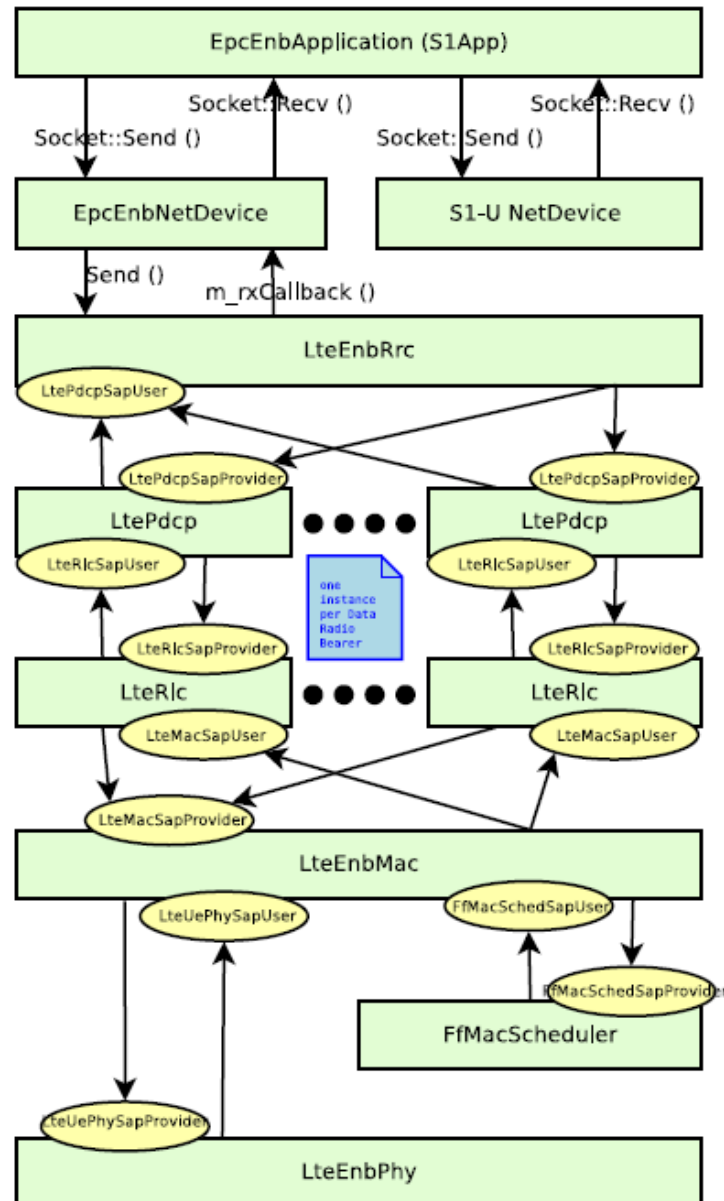 EpcEnbApplication (S1App)
Socket::Recv ()
Socket::Recv ()
Socket::Send ()
Socket::Send ()
EpcEnbNetDevice
S1-U NetDevice
Send ()
m_rxCallback ()
LteEnbRrc
LtePdcpSapUser
LtePdcpSapProvider
LtePdcpSapProvider
LtePdcp
LtePdcp
LteRlcSapUser
LteRlcSapUser
one
instance
per Data
Radio
Bearer
LteRlcSapProvider
LteRlcSapProvider
LteRlc
LteRlc
LteMacSapUser
LteMacSapUser
LteMacSapProvider
LteEnbMac
LteUePhySapUser
FfMacSchedSapUser
FfMacSchedSapProvider
FfMacScheduler
LteUePhySapProvider
LteEnbPhy